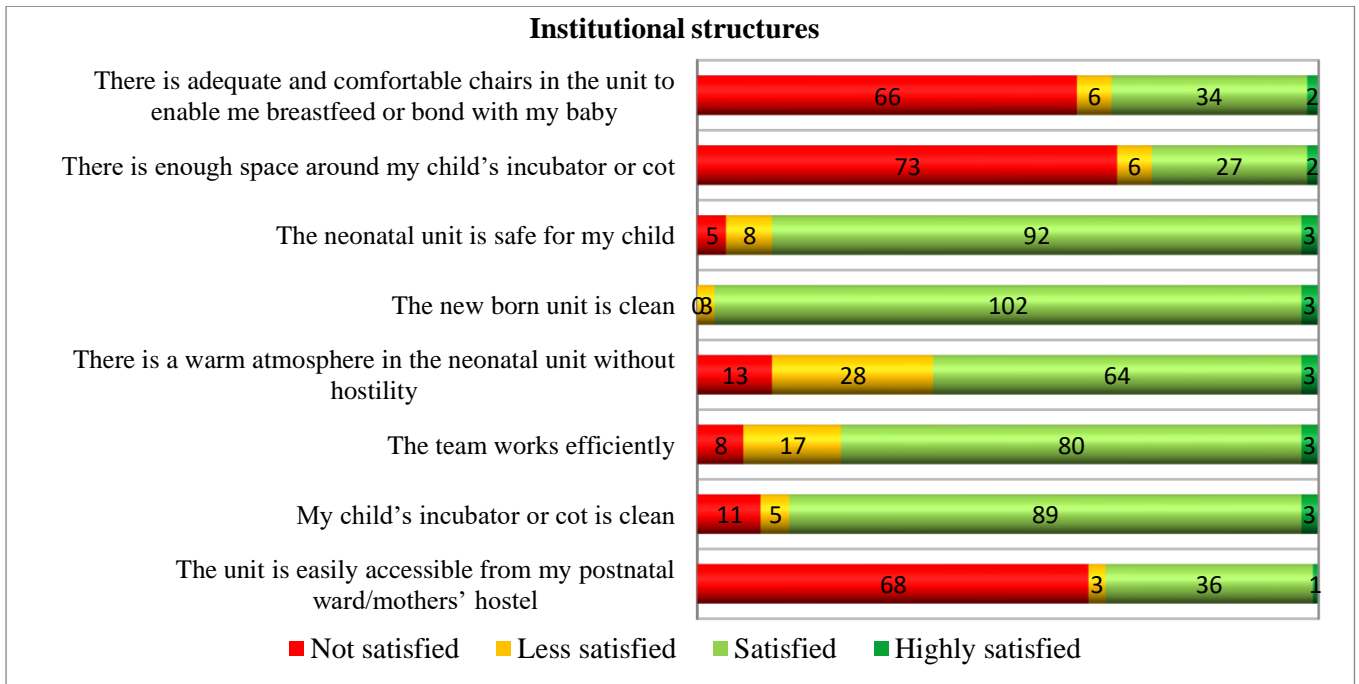 Institutional structures
There is adequate and comfortable chairs in the unit to
enable me breastfeed or bond with my baby
66 6 34 2
There is enough space around my child’s incubator or cot
73 6 27 2
The neonatal unit is safe for my child
5 8 92 3
The new born unit is clean
0 3 102 3
There is a warm atmosphere in the neonatal unit without
hostility
13 28 64 3
The team works efficiently
8 17 80 3
My child’s incubator or cot is clean
11 5 89 3
The unit is easily accessible from my postnatal
ward/mothers’ hostel
68 3 36 1
Not satisfied Less satisfied Satisfied Highly satisfied